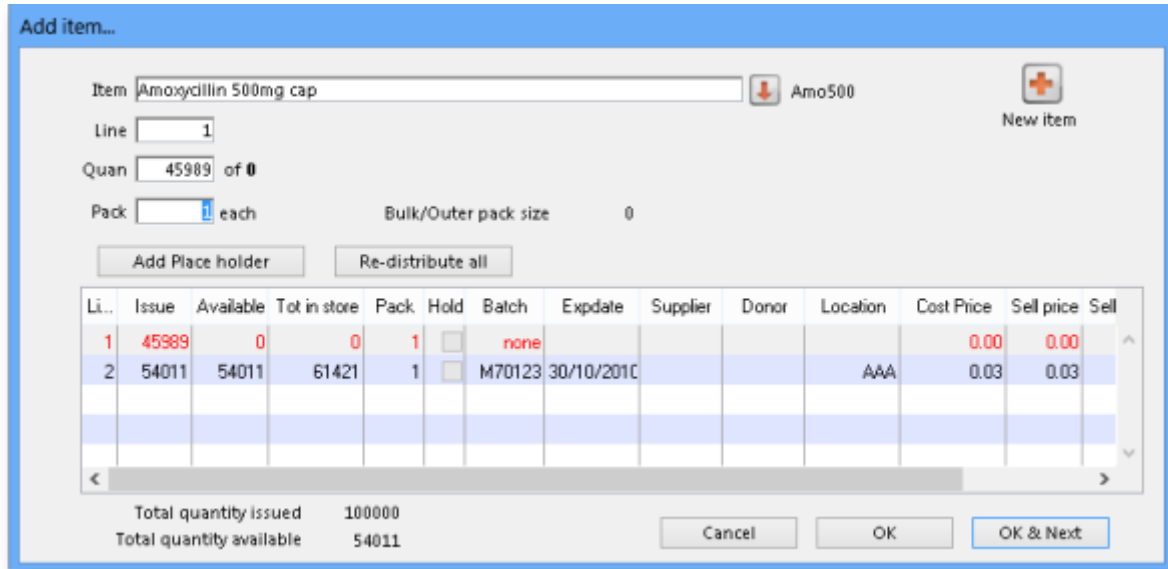 Add item...
Item Amoxycillin 500mg cap Amo500
New item
Line 1
Quan 45989 of 0
Pack 1 each Bulk/Outer pack size 0
Add Place holder Re-distribute all
Li... Issue Available Tot in store Pack Hold Batch Expdate Supplier Donor Location Cost Price Sell price Sell
1 45989 0 0 1 none 0.00 0.00
2 54011 54011 61421 1 M70123 30/10/2010 AAA 0.03 0.03
Total quantity issued 100000
Total quantity available 54011
Cancel OK OK & Next